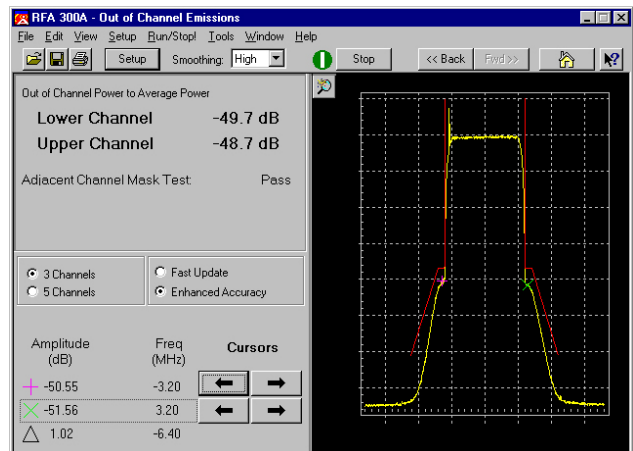 RFA 300A - Out of Channel Emissions
File Edit View Setup Run/Stop! Tools Window Help
Setup Smoothing: High Stop << Back Fwd >>
Out of Channel Power to Average Power
Lower Channel -49.7 dB
Upper Channel -48.7 dB
Adjacent Channel Mask Test: Pass
3 Channels
5 Channels
Fast Update
Enhanced Accuracy
Amplitude (dB) Freq (MHz) Cursors
-50.55 -3.20
-51.56 3.20
1.02 -6.40